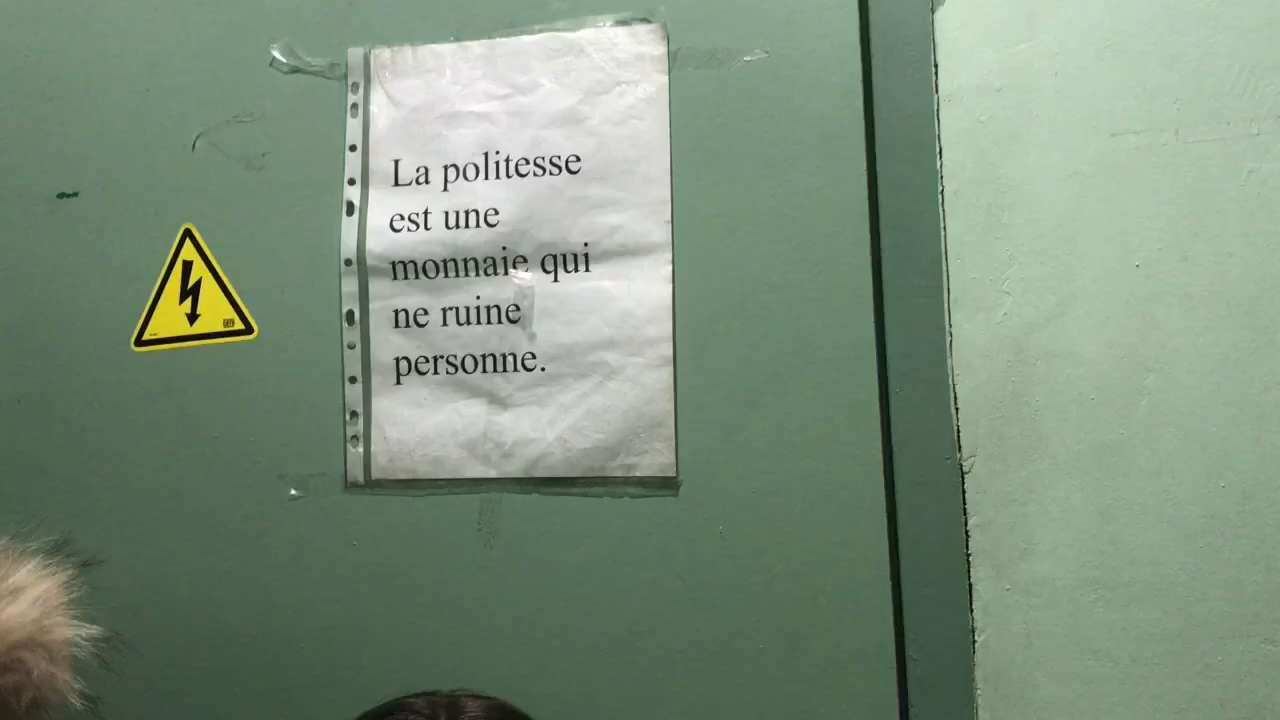 La politesse
est une
monnaie qui
ne ruine
personne.